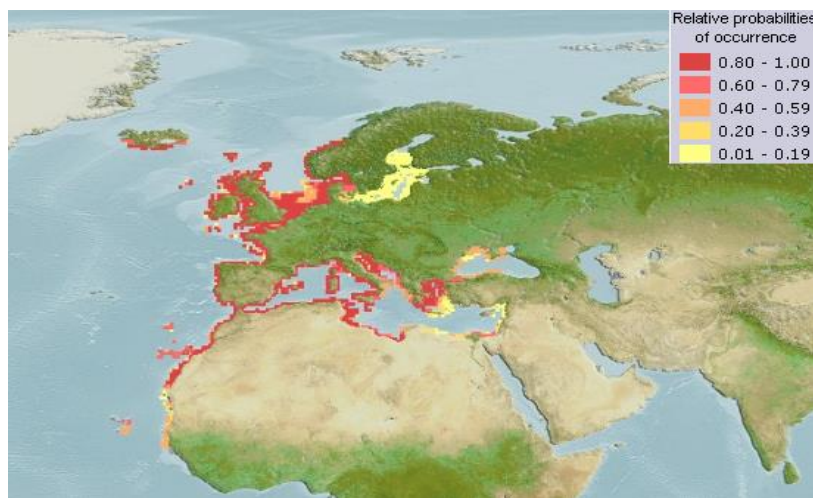 Relative probabilities
of occurrence
0.80 - 1.00
0.60 - 0.79
0.40 - 0.59
0.20 - 0.39
0.01 - 0.19